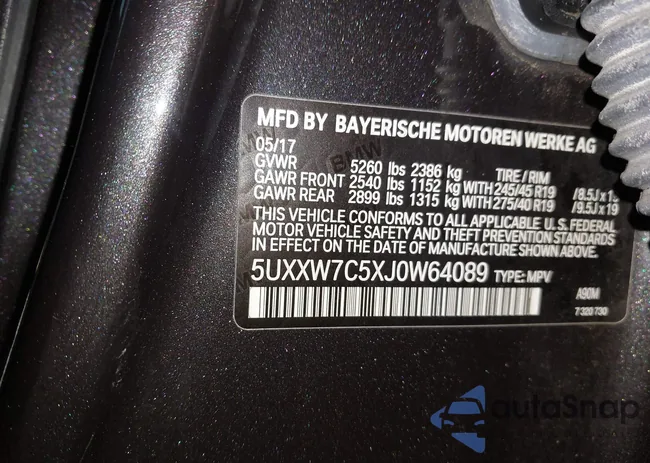 MFD BY BAYERISCHE MOTOREN WERKE AG
05/17
GVWR 5260 lbs 2386 kg TIRE / RIM
GAWR FRONT 2540 lbs 1152 kg WITH 245/45 R19 /8.5J x
GAWR REAR 2899 lbs 1315 kg WITH 275/40 R19 /9.5J x 19
THIS VEHICLE CONFORMS TO ALL APPLICABLE U. S. FEDERAL
MOTOR VEHICLE SAFETY AND THEFT PREVENTION STANDARDS
IN EFFECT ON THE DATE OF MANUFACTURE SHOWN ABOVE.
5UXXW7C5XJ0W64089 TYPE: MPV
A90M
7 320 730
BMW
autoSnap